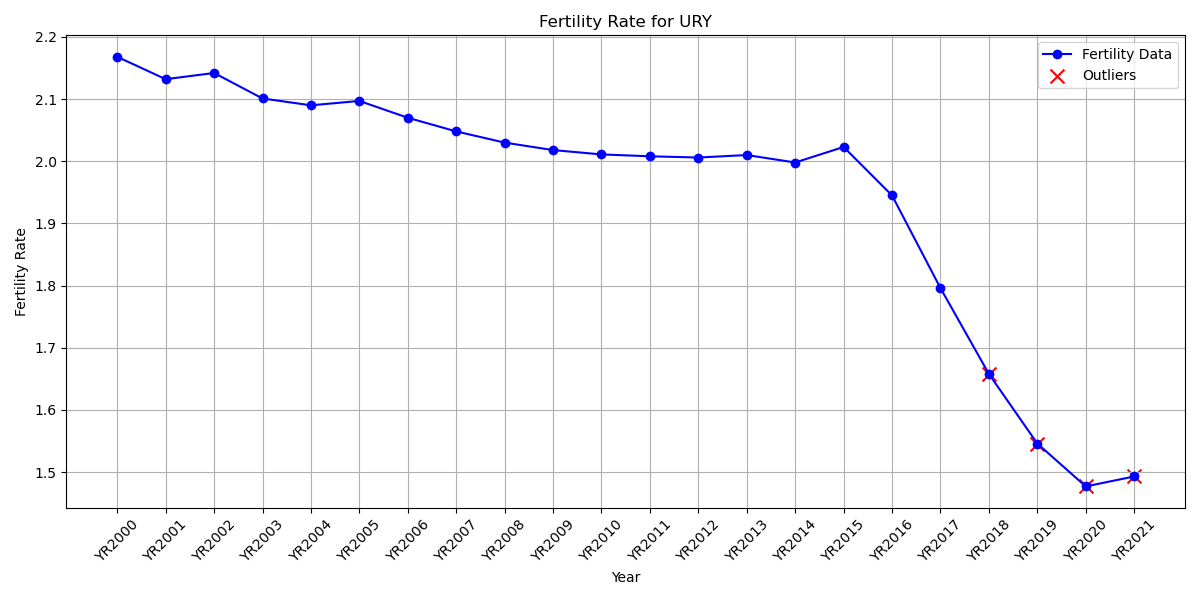 Fertility Rate for URY
Fertility Data
Outliers
Fertility Rate
2.2
2.1
2.0
1.9
1.8
1.7
1.6
1.5
YR2000
YR2001
YR2002
YR2003
YR2004
YR2005
YR2006
YR2007
YR2008
YR2009
YR2010
YR2011
YR2012
YR2013
YR2014
YR2015
YR2016
YR2017
YR2018
YR2019
YR2020
YR2021
Year